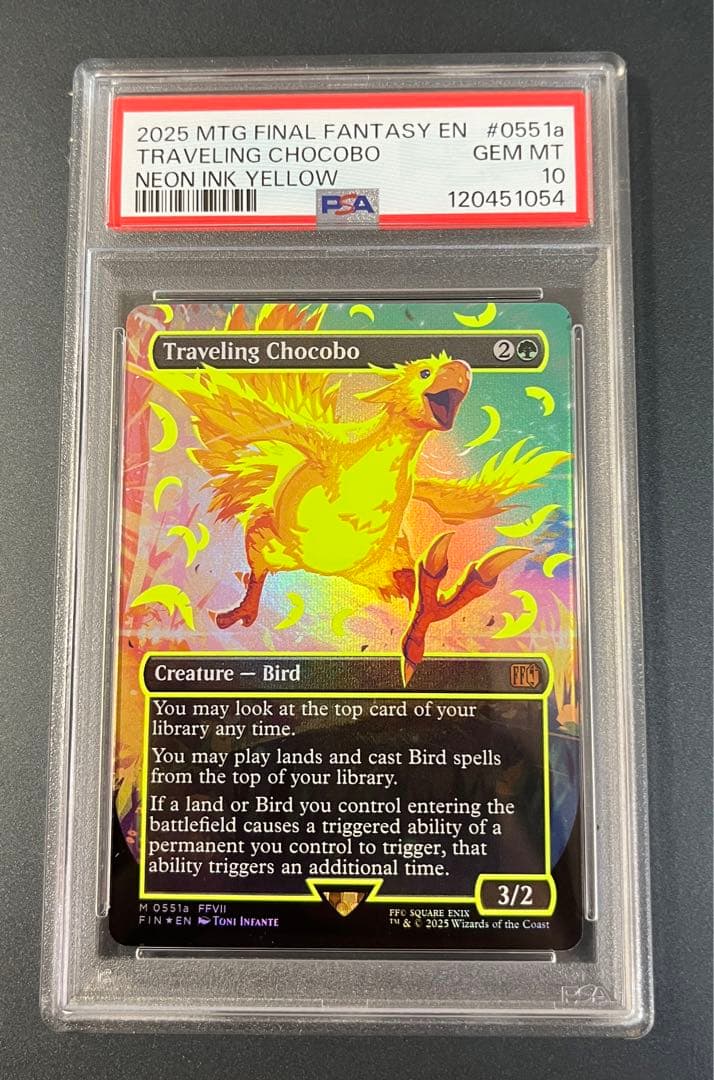 2025 MTG FINAL FANTASY EN #0551a
TRAVELING CHOCOBO GEM MT
NEON INK YELLOW 10
PSA 120451054
Traveling Chocobo 2
Creature — Bird FFVII
You may look at the top card of your
library any time.
You may play lands and cast Bird spells
from the top of your library.
If a land or Bird you control entering the
battlefield causes a triggered ability of a
permanent you control to trigger, that
ability triggers an additional time.
3/2
M 0551a FFVII
FIN★EN TONI INFANTE
FF© SQUARE ENIX
™ & © 2025 Wizards of the Coast
PSA